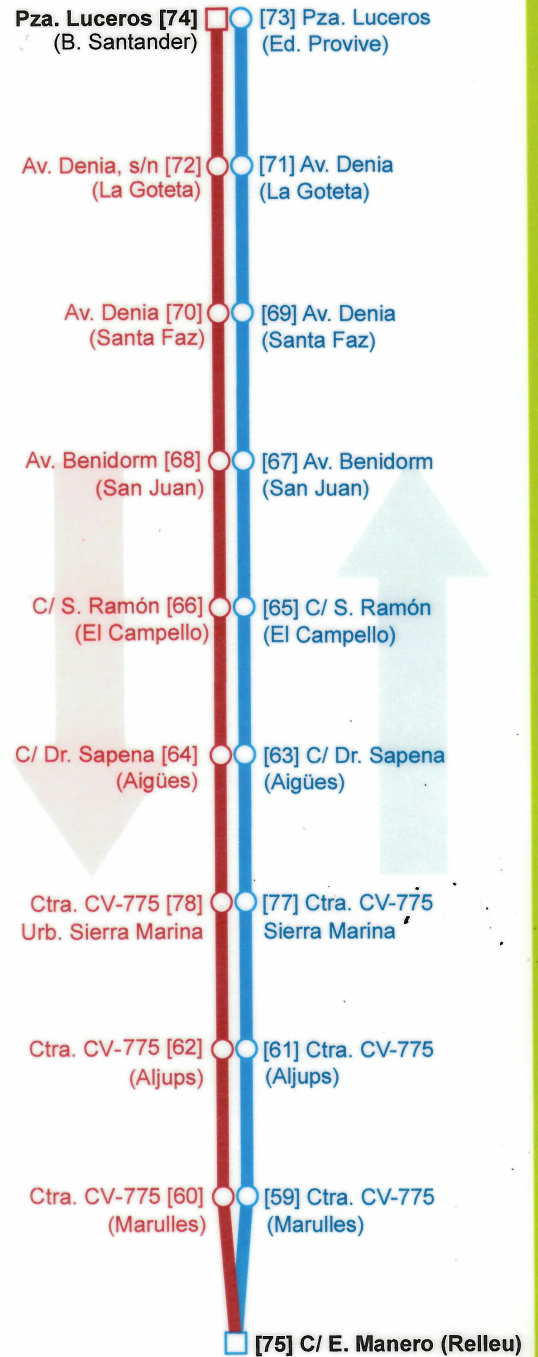 Pza. Luceros [74]
(B. Santander)
[73] Pza. Luceros
(Ed. Provive)
Av. Denia, s/n [72]
(La Goteta)
[71] Av. Denia
(La Goteta)
Av. Denia [70]
(Santa Faz)
[69] Av. Denia
(Santa Faz)
Av. Benidorm [68]
(San Juan)
[67] Av. Benidorm
(San Juan)
C/ S. Ramón [66]
(El Campello)
[65] C/ S. Ramón
(El Campello)
C/ Dr. Sapena [64]
(Aigües)
[63] C/ Dr. Sapena
(Aigües)
Ctra. CV-775 [78]
Urb. Sierra Marina
[77] Ctra. CV-775
Sierra Marina
Ctra. CV-775 [62]
(Aljups)
[61] Ctra. CV-775
(Aljups)
Ctra. CV-775 [60]
(Marulles)
[59] Ctra. CV-775
(Marulles)
[75] C/ E. Manero (Relleu)